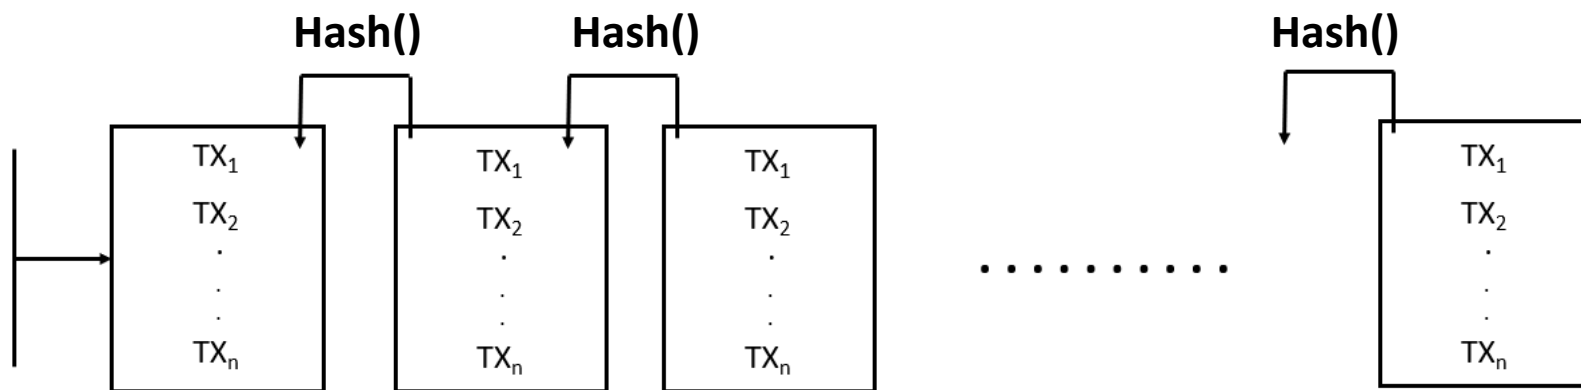 Hash() Hash() Hash()
TX₁ TX₁ TX₁ TX₁
TX₂ TX₂ TX₂ TX₂
. . . .
. . . .
. . . .
TXₙ TXₙ TXₙ TXₙ